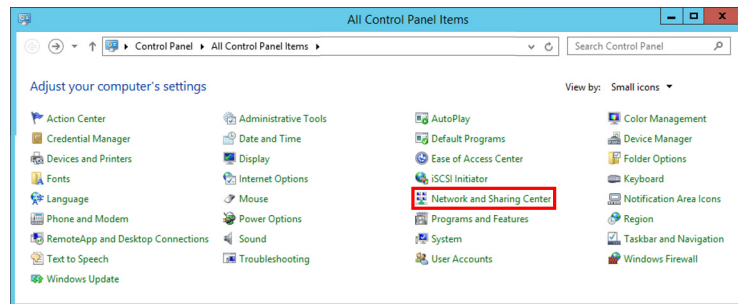 All Control Panel Items
Control Panel All Control Panel Items Search Control Panel
Adjust your computer's settings View by: Small icons
Action Center Administrative Tools AutoPlay Color Management
Credential Manager Date and Time Default Programs Device Manager
Devices and Printers Display Ease of Access Center Folder Options
Fonts Internet Options iSCSI Initiator Keyboard
Language Mouse Network and Sharing Center Notification Area Icons
Phone and Modem Power Options Programs and Features Region
RemoteApp and Desktop Connections Sound System Taskbar and Navigation
Text to Speech Troubleshooting User Accounts Windows Firewall
Windows Update